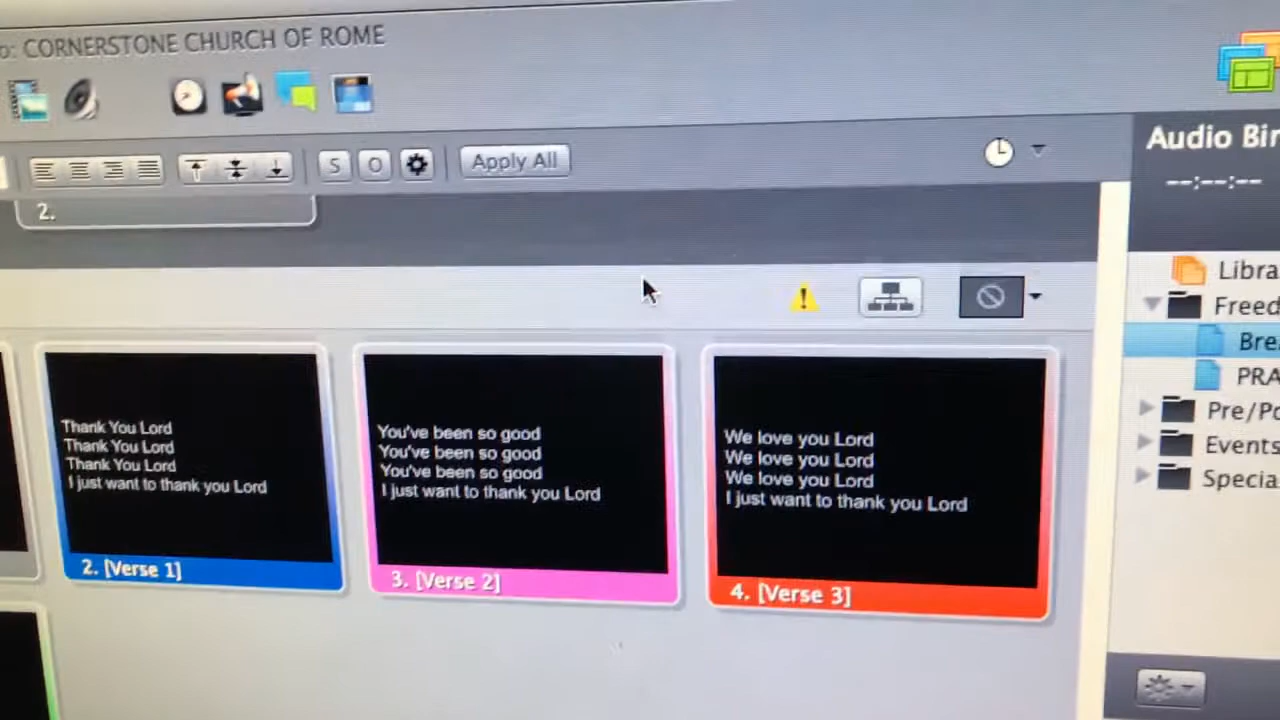 CORNERSTONE CHURCH OF ROME
S O Apply All
2.
Thank You Lord
Thank You Lord
Thank You Lord
I just want to thank you Lord
2. [Verse 1]
You've been so good
You've been so good
You've been so good
I just want to thank you Lord
3. [Verse 2]
We love you Lord
We love you Lord
We love you Lord
I just want to thank you Lord
4. [Verse 3]
Audio Bin
--:--:--
Libra
Freed
Brea
PRA
Pre/Po
Events
Specia